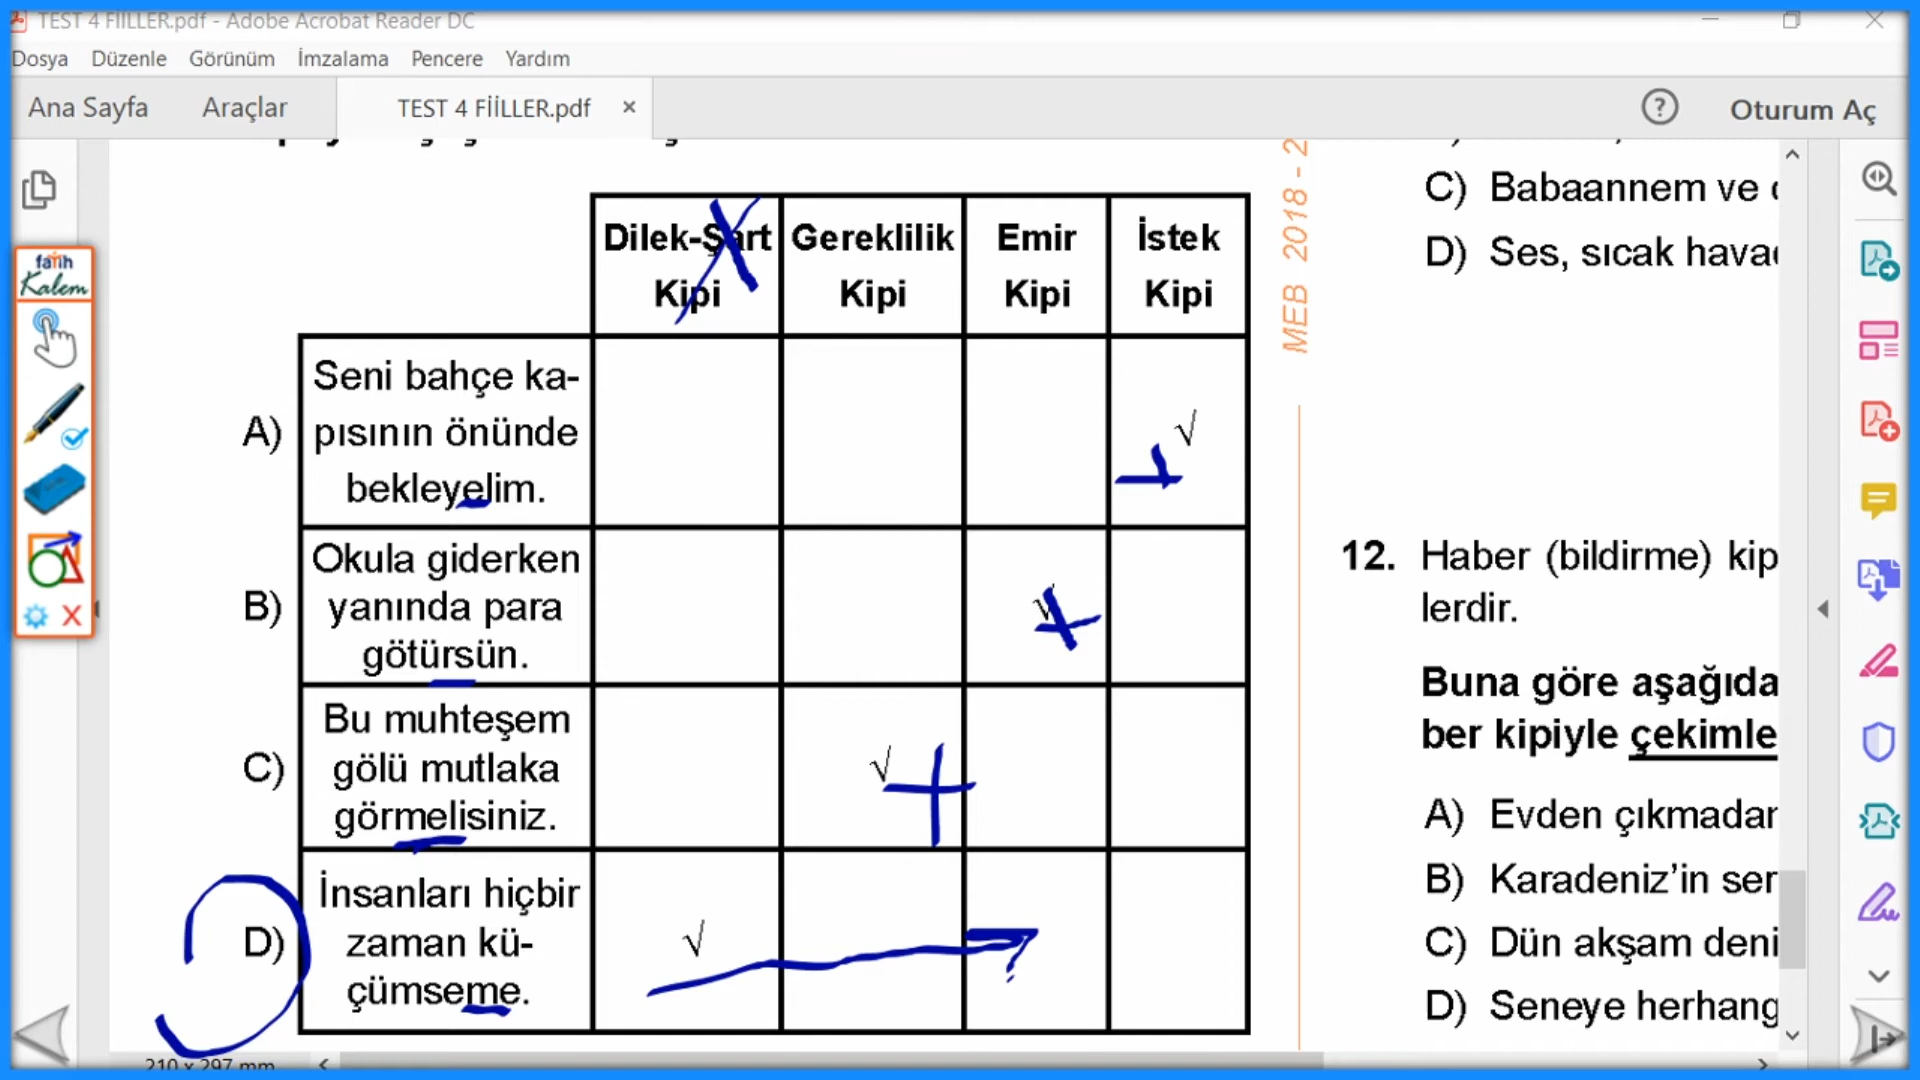 TEST 4 FİİLLER.pdf - Adobe Acrobat Reader DC
Dosya Düzenle Görünüm İmzalama Pencere Yardım
Ana Sayfa Araçlar TEST 4 FİİLLER.pdf × ? Oturum Aç
fatih
Kalem
Dilek-Şart Kipi
Gereklilik Kipi
Emir Kipi
İstek Kipi
A) Seni bahçe ka-
pısının önünde
bekleyelim. √
B) Okula giderken
yanında para
götürsün. √
C) Bu muhteşem
gölü mutlaka
görmelisiniz. √
D) İnsanları hiçbir
zaman kü-
çümseme. √
MEB 2018 - 2
C) Babaannem ve
D) Ses, sıcak hava
12. Haber (bildirme) kip
lerdir.
Buna göre aşağıda
ber kipiyle çekimle
A) Evden çıkmadan
B) Karadeniz'in ser
C) Dün akşam deni
D) Seneye herhang
210 x 297 mm